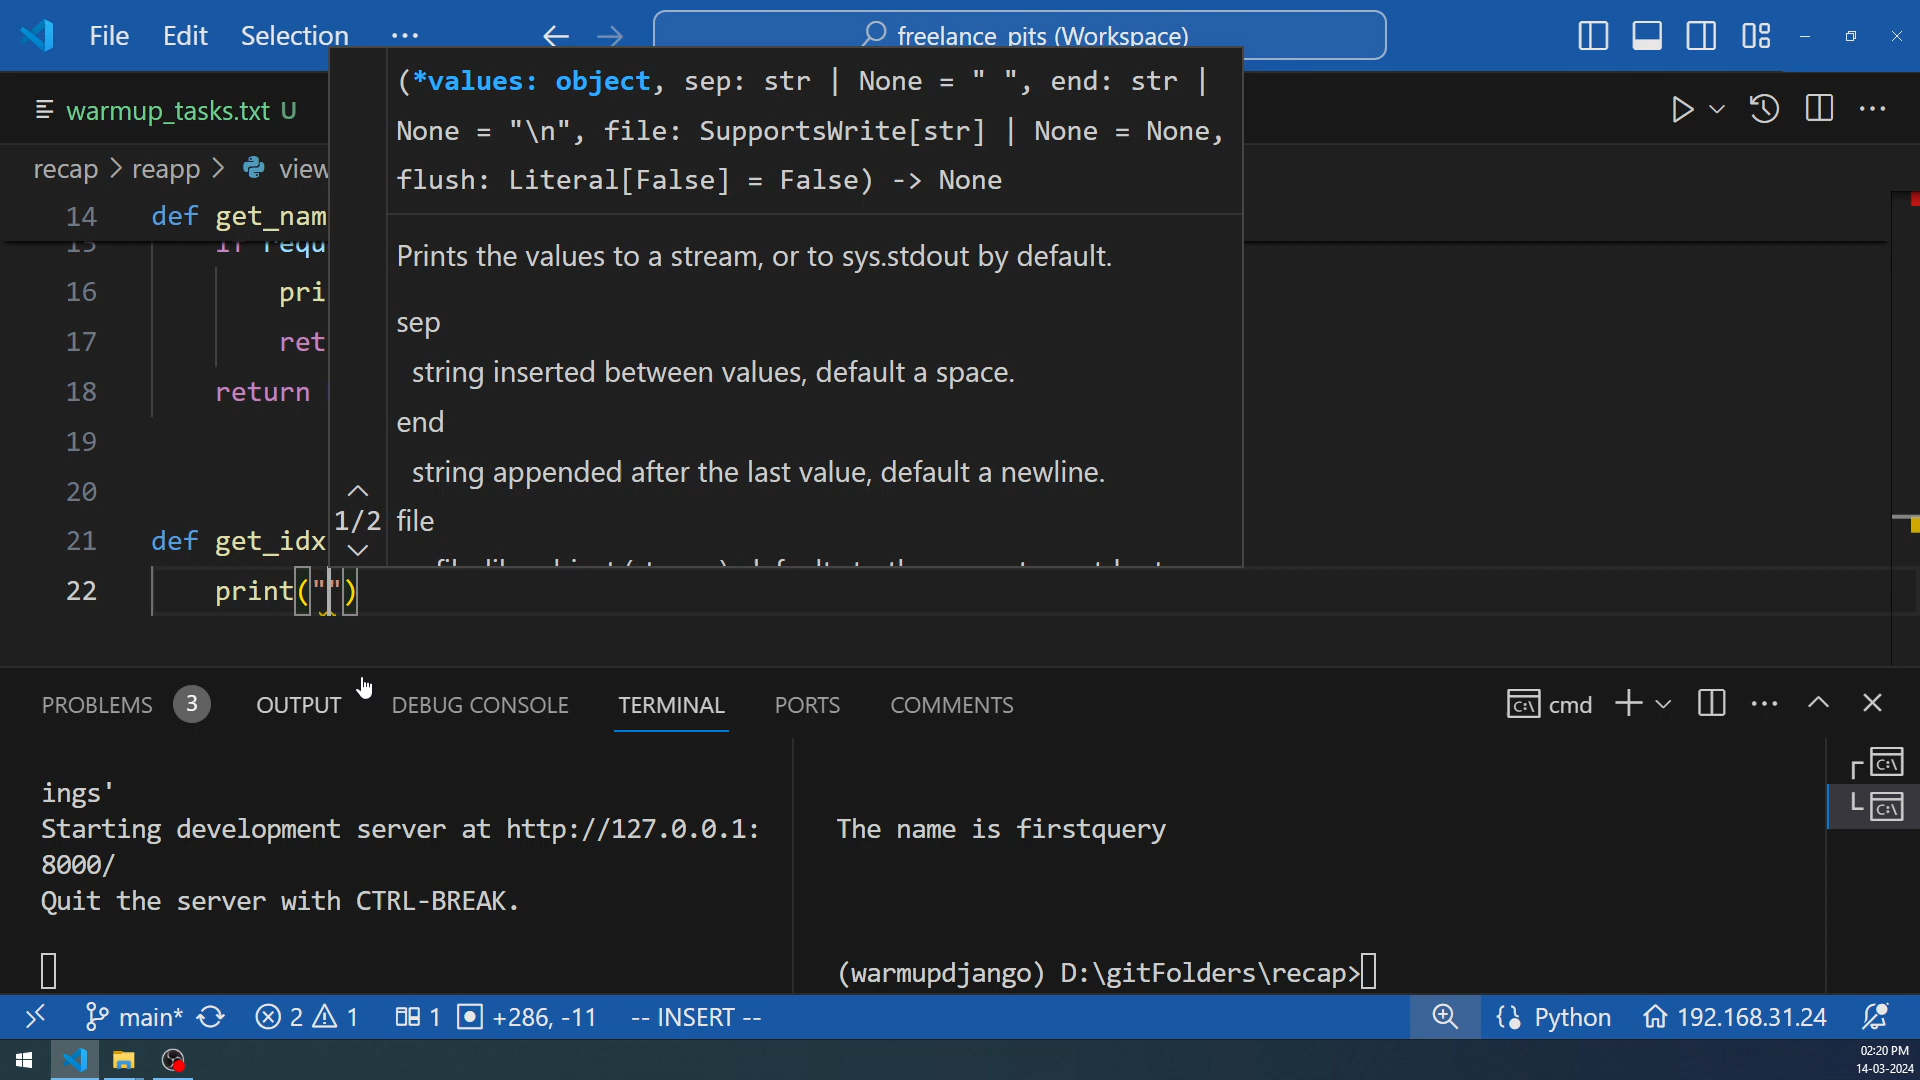 File Edit Selection ··· freelance_pits (Workspace)
(*values: object, sep: str | None = " ", end: str |
None = "\n", file: SupportsWrite[str] | None = None,
flush: Literal[False] = False) -> None
Prints the values to a stream, or to sys.stdout by default.
sep
string inserted between values, default a space.
end
string appended after the last value, default a newline.
1/2 file
warmup_tasks.txt U
recap > reapp > view
14 def get_nam
15 if requ
16 pri
17 ret
18 return
19
20
21 def get_idx
22 print("")
PROBLEMS 3 OUTPUT DEBUG CONSOLE TERMINAL PORTS COMMENTS cmd
ings'
Starting development server at http://127.0.0.1:
8000/
Quit the server with CTRL-BREAK.
The name is firstquery
(warmupdjango) D:\gitFolders\recap>
main* 2 1 1 +286, -11 -- INSERT -- Python 192.168.31.24
02:20 PM
14-03-2024